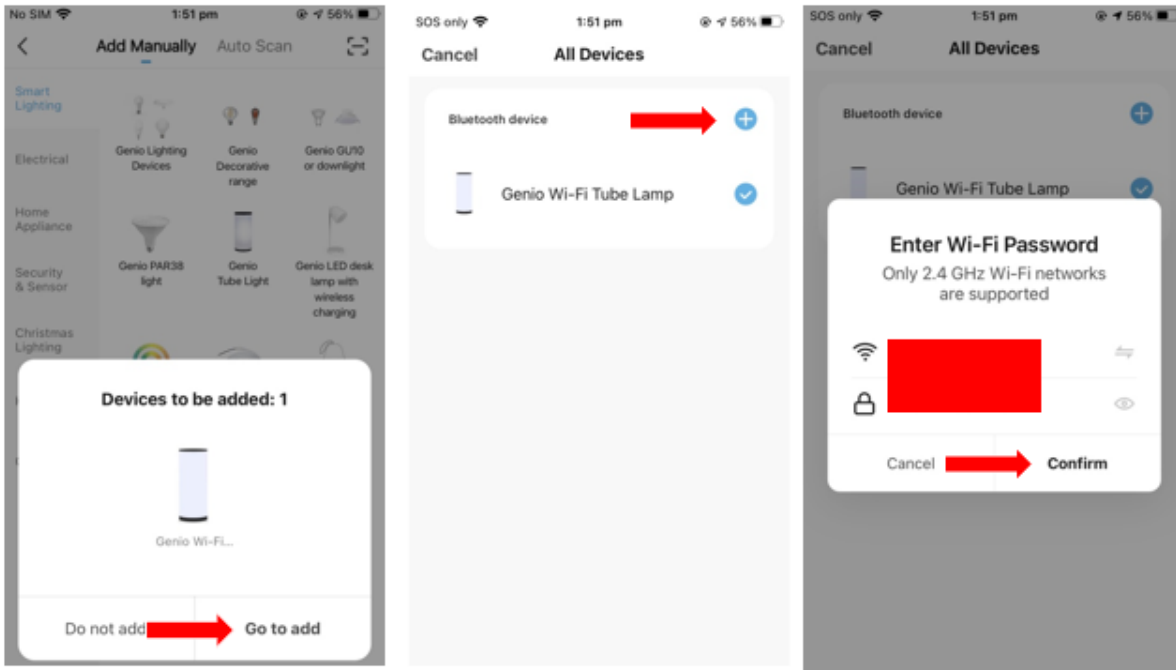 No SIM 1:51 pm 56%
Add Manually Auto Scan
Smart
Lighting
Electrical
Home
Appliance
Security
& Sensor
Christmas
Lighting
Genio Lighting
Devices
Genio
Decorative
range
Genio GU10
or downlight
Genio PAR38
light
Genio
Tube Light
Genio LED desk
lamp with
wireless
charging
Devices to be added: 1
Genio Wi-Fi...
Do not add Go to add
SOS only 1:51 pm 56%
Cancel All Devices
Bluetooth device
Genio Wi-Fi Tube Lamp
SOS only 1:51 pm 56%
Cancel All Devices
Bluetooth device
Genio Wi-Fi Tube Lamp
Enter Wi-Fi Password
Only 2.4 GHz Wi-Fi networks
are supported
Cancel Confirm